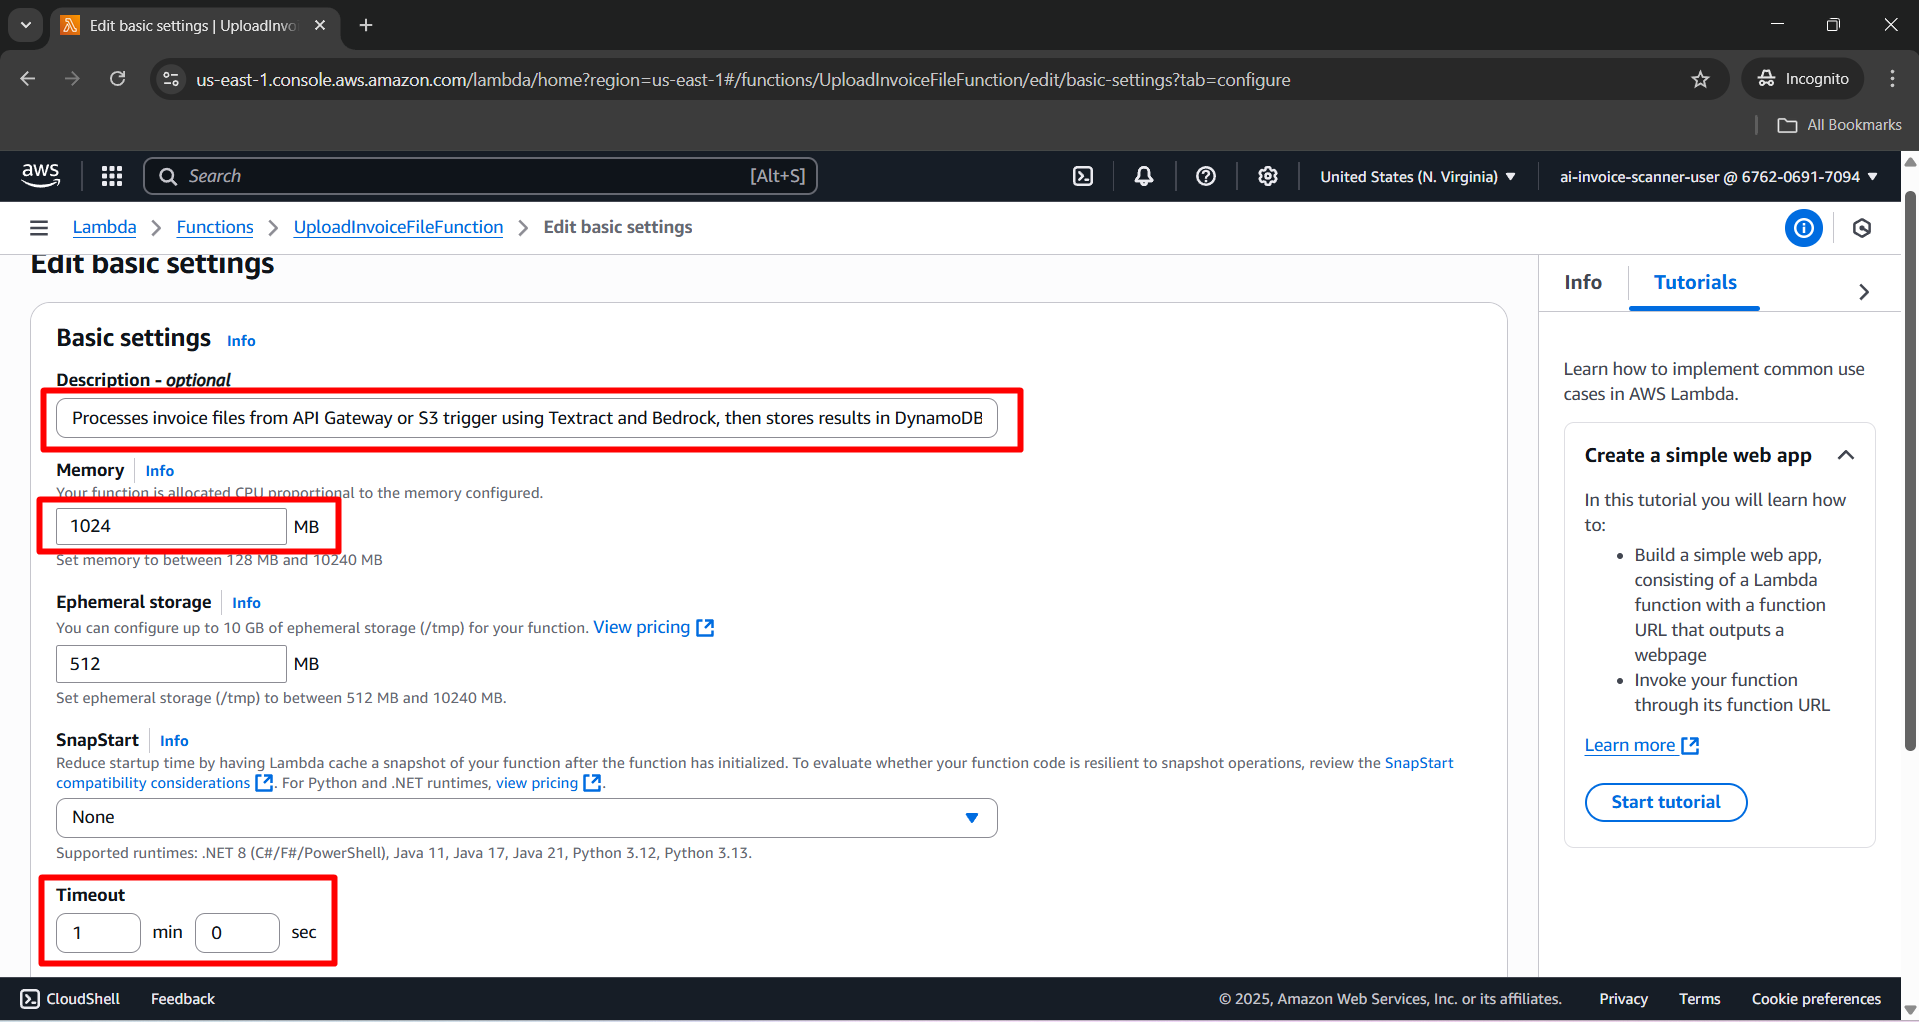 Edit basic settings | UploadInvo
us-east-1.console.aws.amazon.com/lambda/home?region=us-east-1#/functions/UploadInvoiceFileFunction/edit/basic-settings?tab=configure
Incognito
All Bookmarks
aws
Search
[Alt+S]
United States (N. Virginia)
ai-invoice-scanner-user @ 6762-0691-7094
Lambda
Functions
UploadInvoiceFileFunction
Edit basic settings
Edit basic settings
Basic settings
Info
Description - optional
Processes invoice files from API Gateway or S3 trigger using Textract and Bedrock, then stores results in DynamoDB
Memory
Info
Your function is allocated CPU proportional to the memory configured.
1024
MB
Set memory to between 128 MB and 10240 MB
Ephemeral storage
Info
You can configure up to 10 GB of ephemeral storage (/tmp) for your function. View pricing
512
MB
Set ephemeral storage (/tmp) to between 512 MB and 10240 MB.
SnapStart
Info
Reduce startup time by having Lambda cache a snapshot of your function after the function has initialized. To evaluate whether your function code is resilient to snapshot operations, review the SnapStart
compatibility considerations . For Python and .NET runtimes, view pricing .
None
Supported runtimes: .NET 8 (C#/F#/PowerShell), Java 11, Java 17, Java 21, Python 3.12, Python 3.13.
Timeout
1
min
0
sec
Info
Tutorials
Learn how to implement common use
cases in AWS Lambda.
Create a simple web app
In this tutorial you will learn how
to:
• Build a simple web app,
consisting of a Lambda
function with a function
URL that outputs a
webpage
• Invoke your function
through its function URL
Learn more
Start tutorial
CloudShell
Feedback
© 2025, Amazon Web Services, Inc. or its affiliates.
Privacy
Terms
Cookie preferences